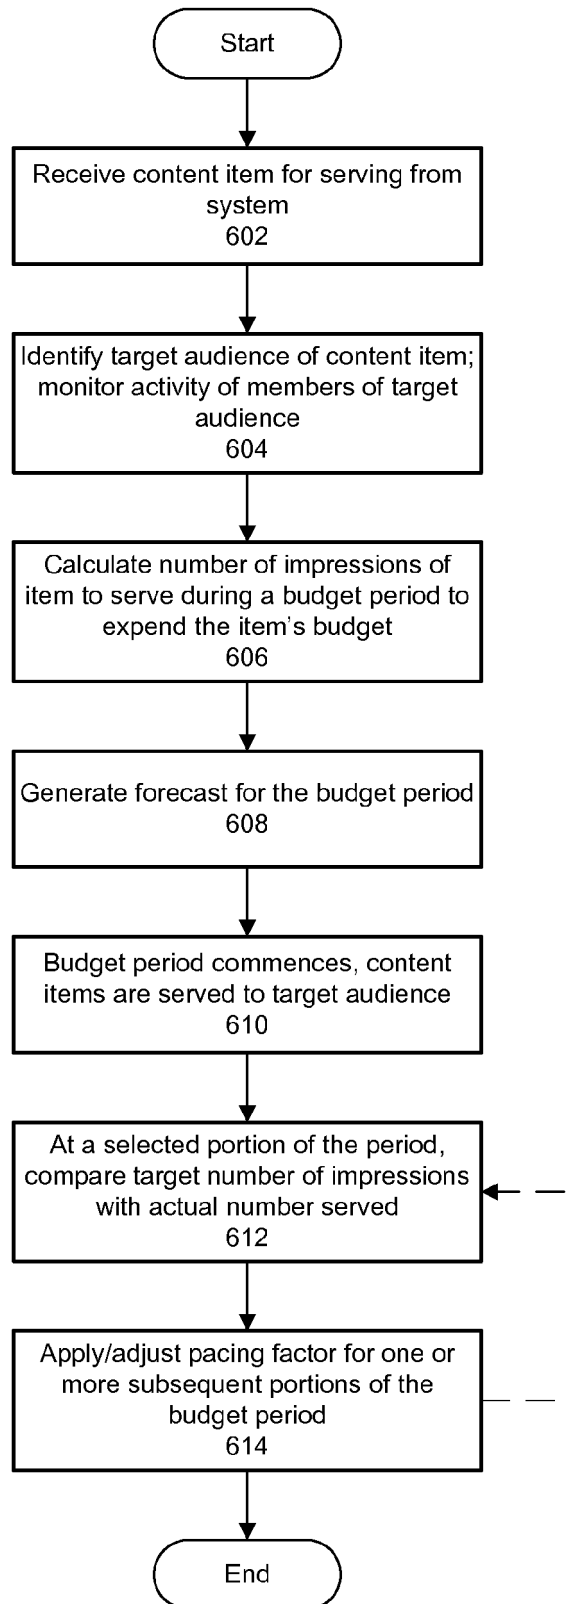 Start
Receive content item for serving from
system
602
Identify target audience of content item;
monitor activity of members of target
audience
604
Calculate number of impressions of
item to serve during a budget period to
expend the item's budget
606
Generate forecast for the budget period
608
Budget period commences, content
items are served to target audience
610
At a selected portion of the period,
compare target number of impressions
with actual number served
612
Apply/adjust pacing factor for one or
more subsequent portions of the
budget period
614
End